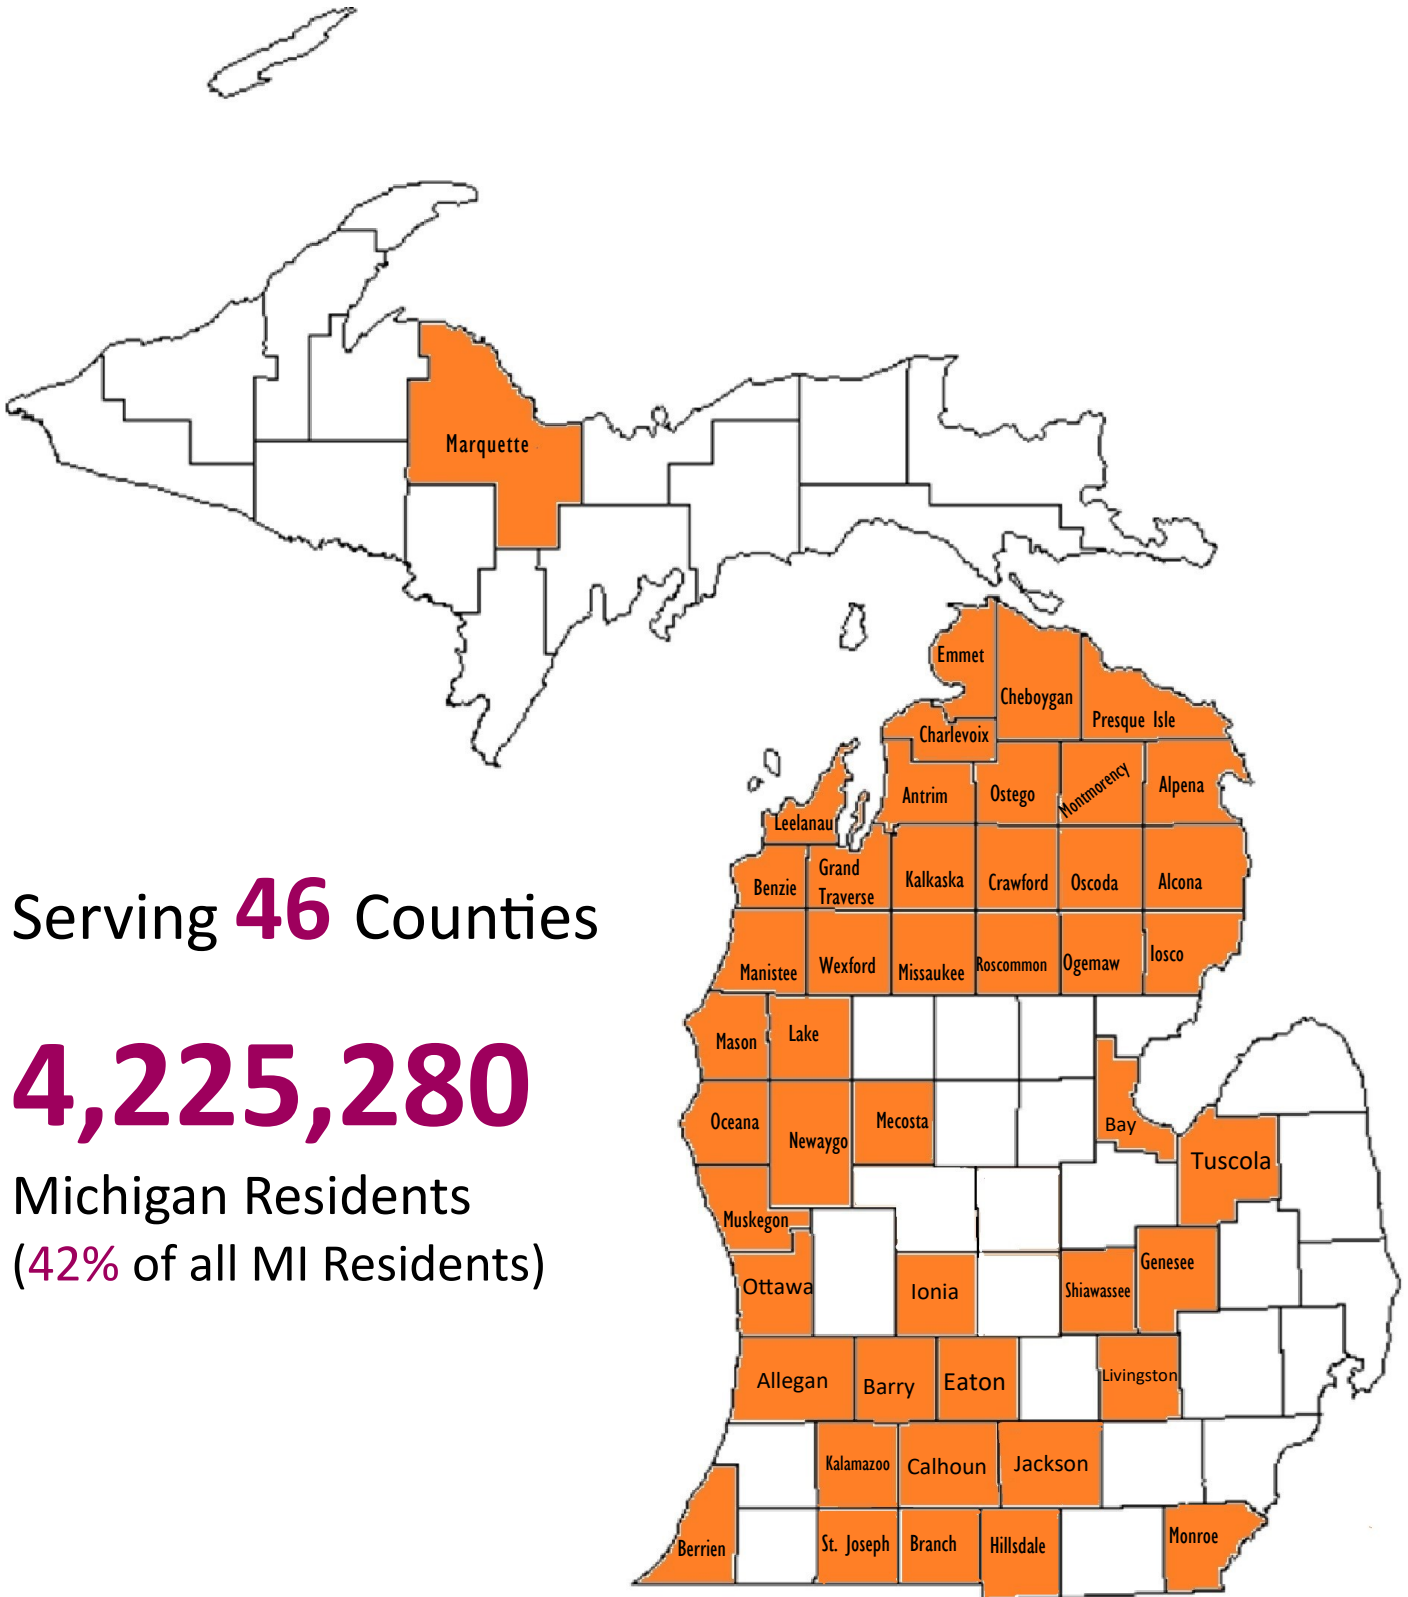 Marquette
Emmet
Cheboygan
Presque Isle
Charlevoix
Antrim
Ostego
Montmorency
Alpena
Leelanau
Benzie
Grand
Traverse
Kalkaska
Crawford
Oscoda
Alcona
Serving 46 Counties
Manistee
Wexford
Missaukee
Roscommon
Ogemaw
Iosco
Mason
Lake
4,225,280
Oceana
Newaygo
Mecosta
Bay
Tuscola
Michigan Residents
(42% of all MI Residents)
Muskegon
Ottawa
Ionia
Shiawassee
Genesee
Allegan
Barry
Eaton
Livingston
Kalamazoo
Calhoun
Jackson
Berrien
St. Joseph
Branch
Hillsdale
Monroe